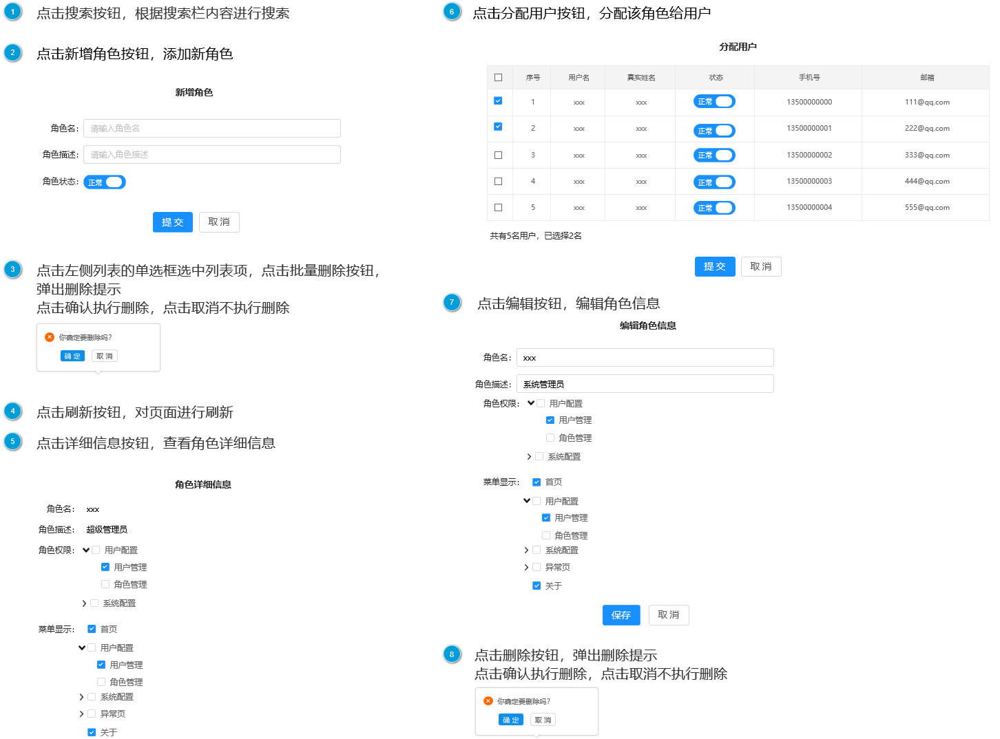 1 点击搜索按钮，根据搜索栏内容进行搜索
2 点击新增角色按钮，添加新角色
新增角色
角色名： 请输入角色名
角色描述： 请输入角色描述
角色状态： 正常
提 交 取 消
3 点击左侧列表的单选框选中列表项，点击批量删除按钮，
弹出删除提示
点击确认执行删除，点击取消不执行删除
你确定要删除吗？
确 定 取 消
4 点击刷新按钮，对页面进行刷新
5 点击详细信息按钮，查看角色详细信息
角色详细信息
角色名： xxx
角色描述： 超级管理员
角色权限： 用户配置
用户管理
角色管理
系统配置
菜单显示： 首页
用户配置
用户管理
角色管理
系统配置
异常页
关于
6 点击分配用户按钮，分配该角色给用户
分配用户
序号 用户名 真实姓名 状态 手机号 邮箱
1 xxx xxx 正常 13500000000 111@qq.com
2 xxx xxx 正常 13500000001 222@qq.com
3 xxx xxx 正常 13500000002 333@qq.com
4 xxx xxx 正常 13500000003 444@qq.com
5 xxx xxx 正常 13500000004 555@qq.com
共有5名用户，已选择2名
提 交 取 消
7 点击编辑按钮，编辑角色信息
编辑角色信息
角色名： xxx
角色描述： 系统管理员
角色权限： 用户配置
用户管理
角色管理
系统配置
菜单显示： 首页
用户配置
用户管理
角色管理
系统配置
异常页
关于
保存 取 消
8 点击删除按钮，弹出删除提示
点击确认执行删除，点击取消不执行删除
你确定要删除吗？
确 定 取 消